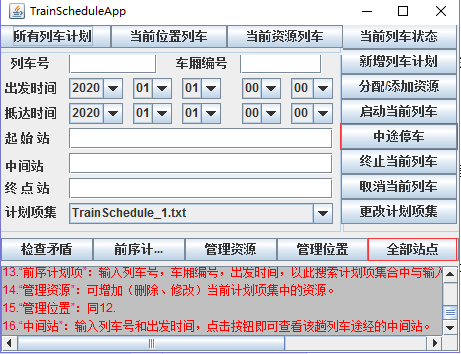 TrainScheduleApp
所有列车计划 当前位置列车 当前资源列车 当前列车状态
列车号 车厢编号 新增列车计划
出发时间 2020 01 01 00 00 分配/添加资源
抵达时间 2020 01 01 00 00 启动当前列车
起 始 站 中途停车
中间站 终止当前列车
终 点 站 取消当前列车
计划项集 TrainSchedule_1.txt 更改计划项集
检查矛盾 前序计... 管理资源 管理位置 全部站点
13.“前序计划项”：输入列车号，车厢编号，出发时间，以此搜索计划项集合中与输入
14.“管理资源”：可增加（删除、修改）当前计划项集中的资源。
15.“管理位置”：同12.
16.“中间站”：输入列车号和出发时间，点击按钮即可查看该趟列车途经的中间站。